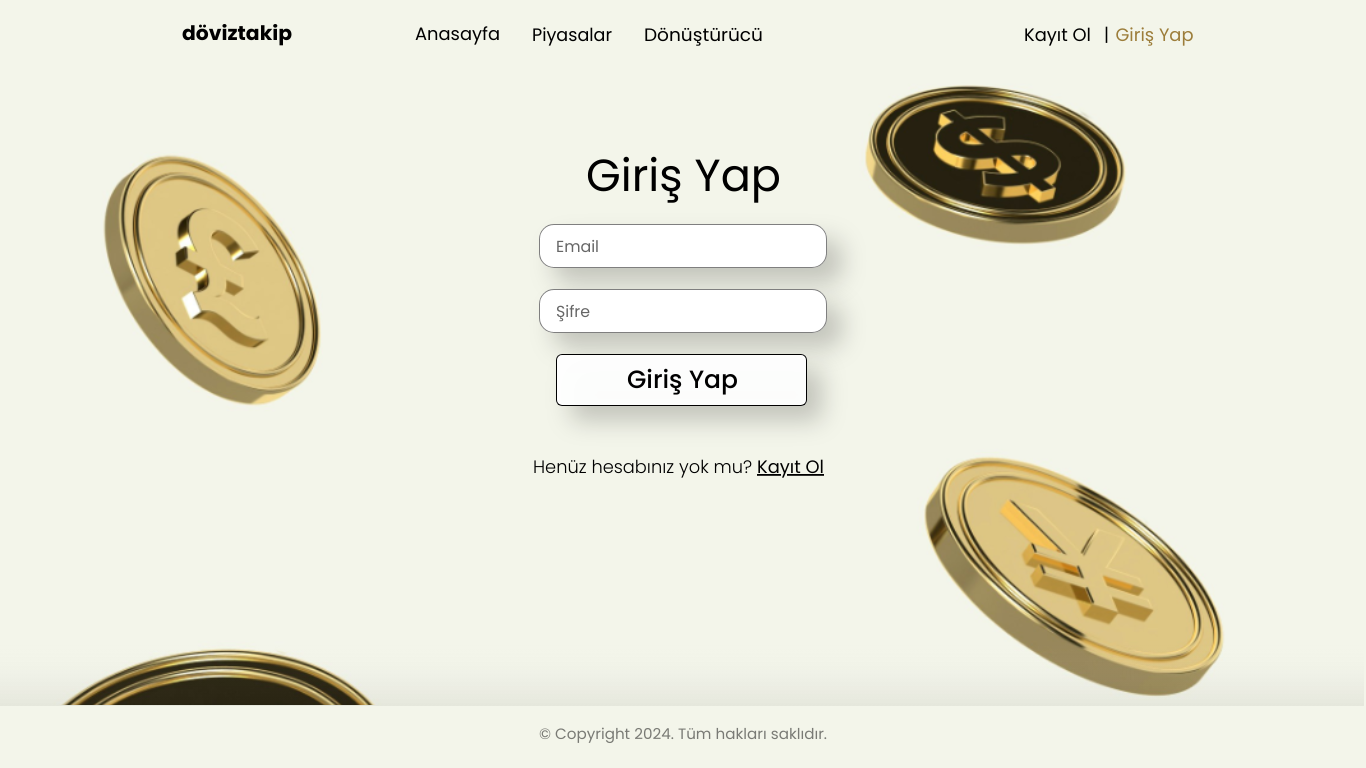 döviztakip
Anasayfa Piyasalar Dönüştürücü
Kayıt Ol | Giriş Yap
Giriş Yap
Email
Şifre
Giriş Yap
Henüz hesabınız yok mu? Kayıt Ol
© Copyright 2024. Tüm hakları saklıdır.